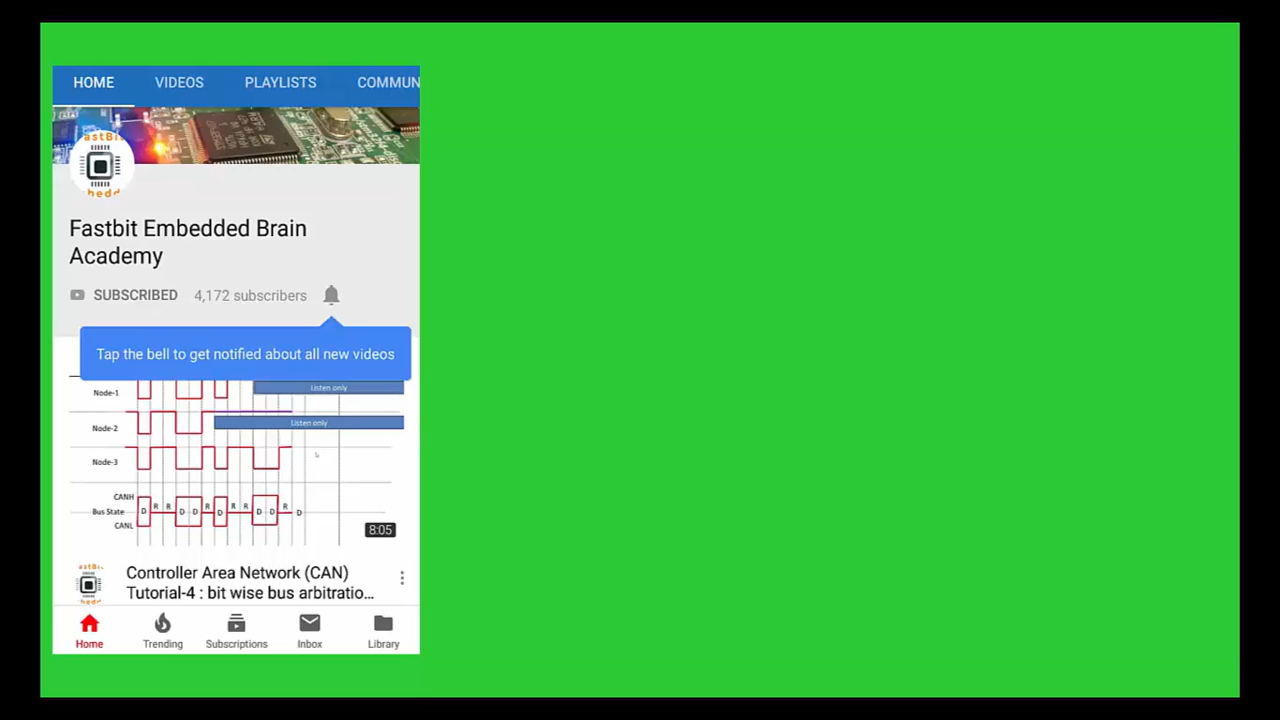 HOME VIDEOS PLAYLISTS COMMUN
astBi
hedd
Fastbit Embedded Brain
Academy
SUBSCRIBED 4,172 subscribers
Tap the bell to get notified about all new videos
Node-1 Listen only
Node-2 Listen only
Node-3
CANH
Bus State D R R D D R D R R D D R D
CANL
8:05
Controller Area Network (CAN)
Tutorial-4 : bit wise bus arbitratio...
Home Trending Subscriptions Inbox Library